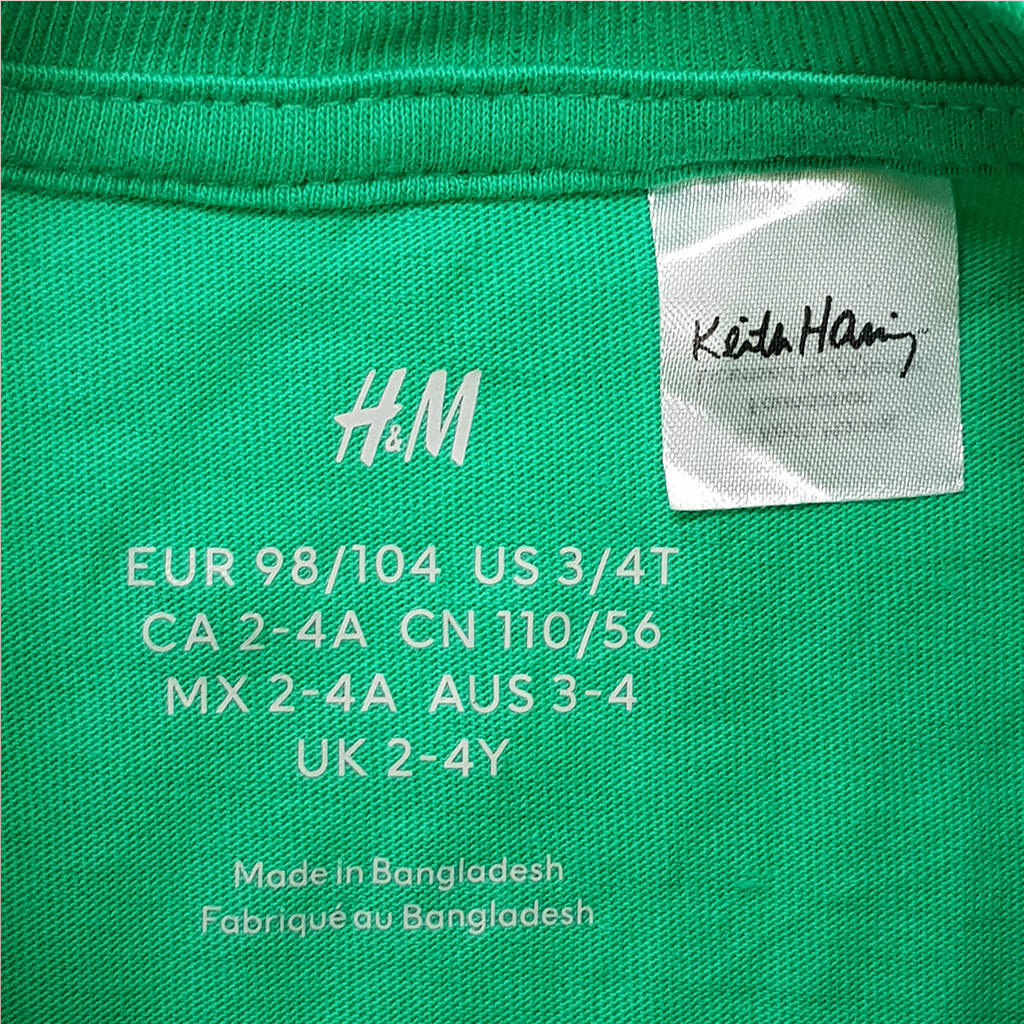 Keith Haring
H&M
EUR 98/104 US 3/4T
CA 2-4A CN 110/56
MX 2-4A AUS 3-4
UK 2-4Y
Made in Bangladesh
Fabriqué au Bangladesh